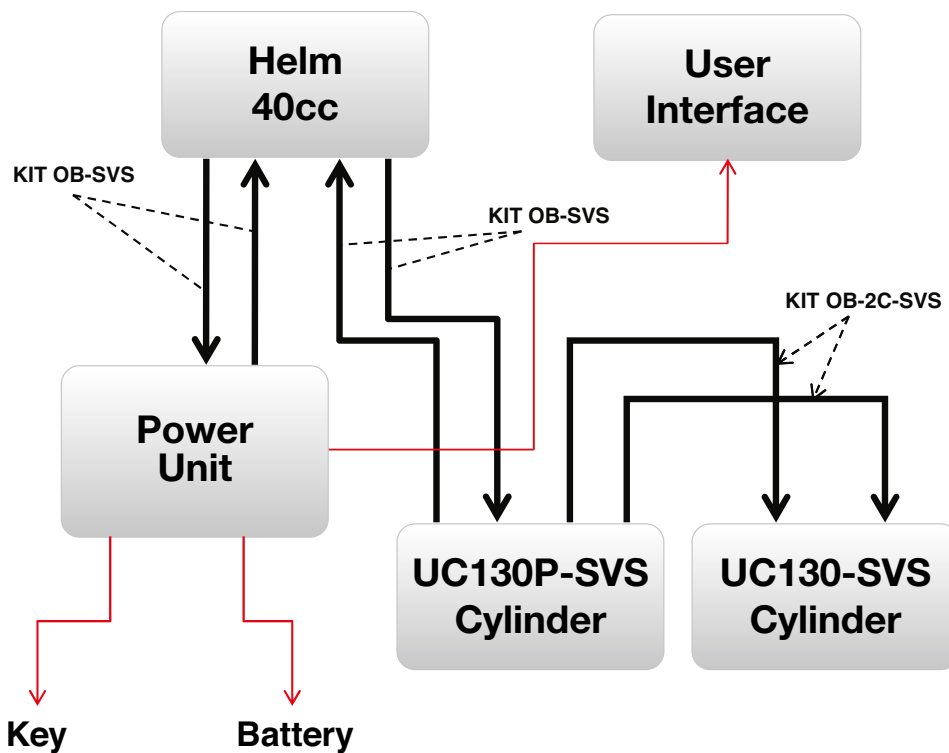 Helm
40cc
User
Interface
KIT OB-SVS
KIT OB-SVS
KIT OB-2C-SVS
Power
Unit
UC130P-SVS
Cylinder
UC130-SVS
Cylinder
Key
Battery